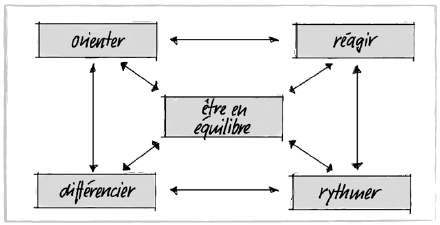 orienter
réagir
être en
équilibre
différencier
rythmer